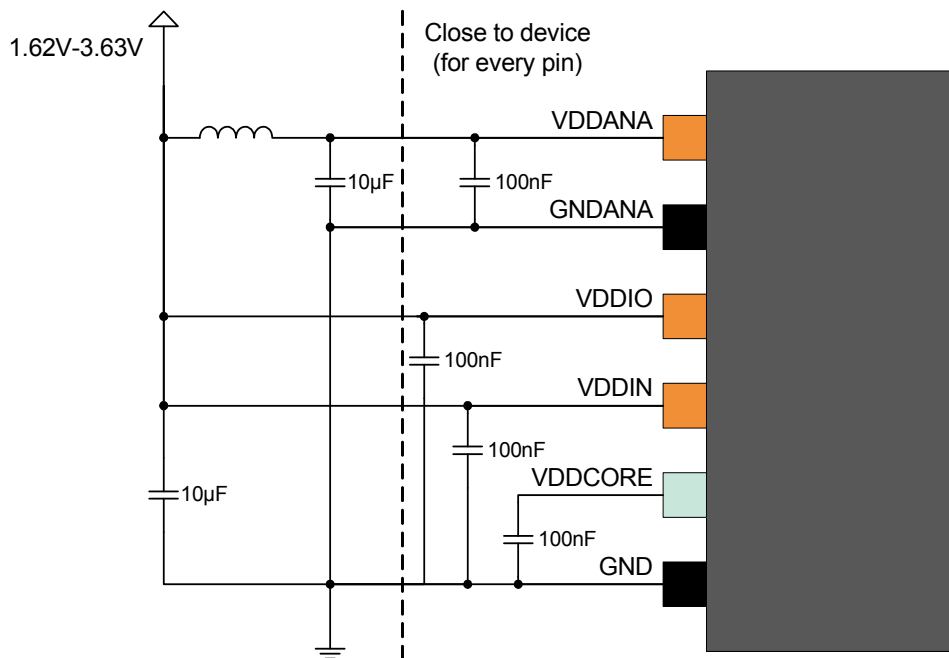 1.62V-3.63V
Close to device
(for every pin)
VDDANA
10µF
100nF
GNDANA
VDDIO
100nF
VDDIN
100nF
VDDCORE
10µF
100nF
GND